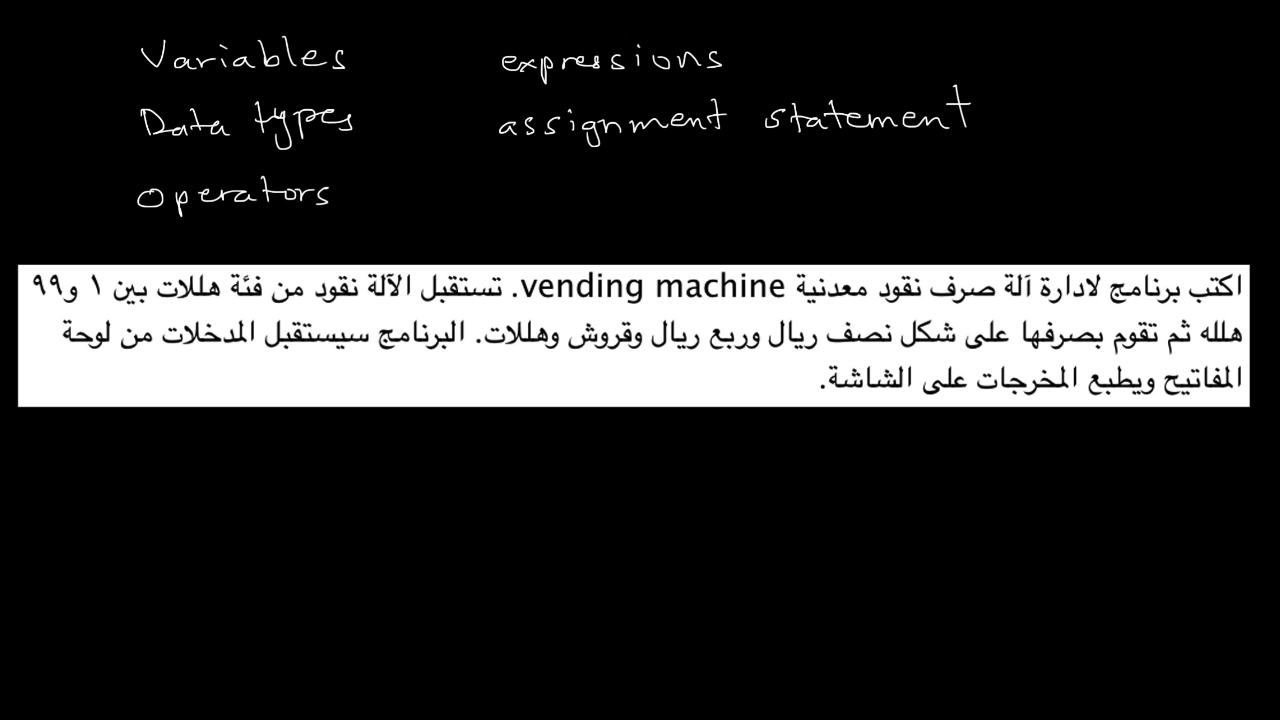 Variables
Data types
operators
expressions
assignment statement
اكتب برنامج لادارة آلة صرف نقود معدنية vending machine. تستقبل الآلة نقود من فئة هللات بين ١ و٩٩
هلله ثم تقوم بصرفها على شكل نصف ريال وربع ريال وقروش وهللات. البرنامج سيستقبل المدخلات من لوحة
المفاتيح ويطبع المخرجات على الشاشة.